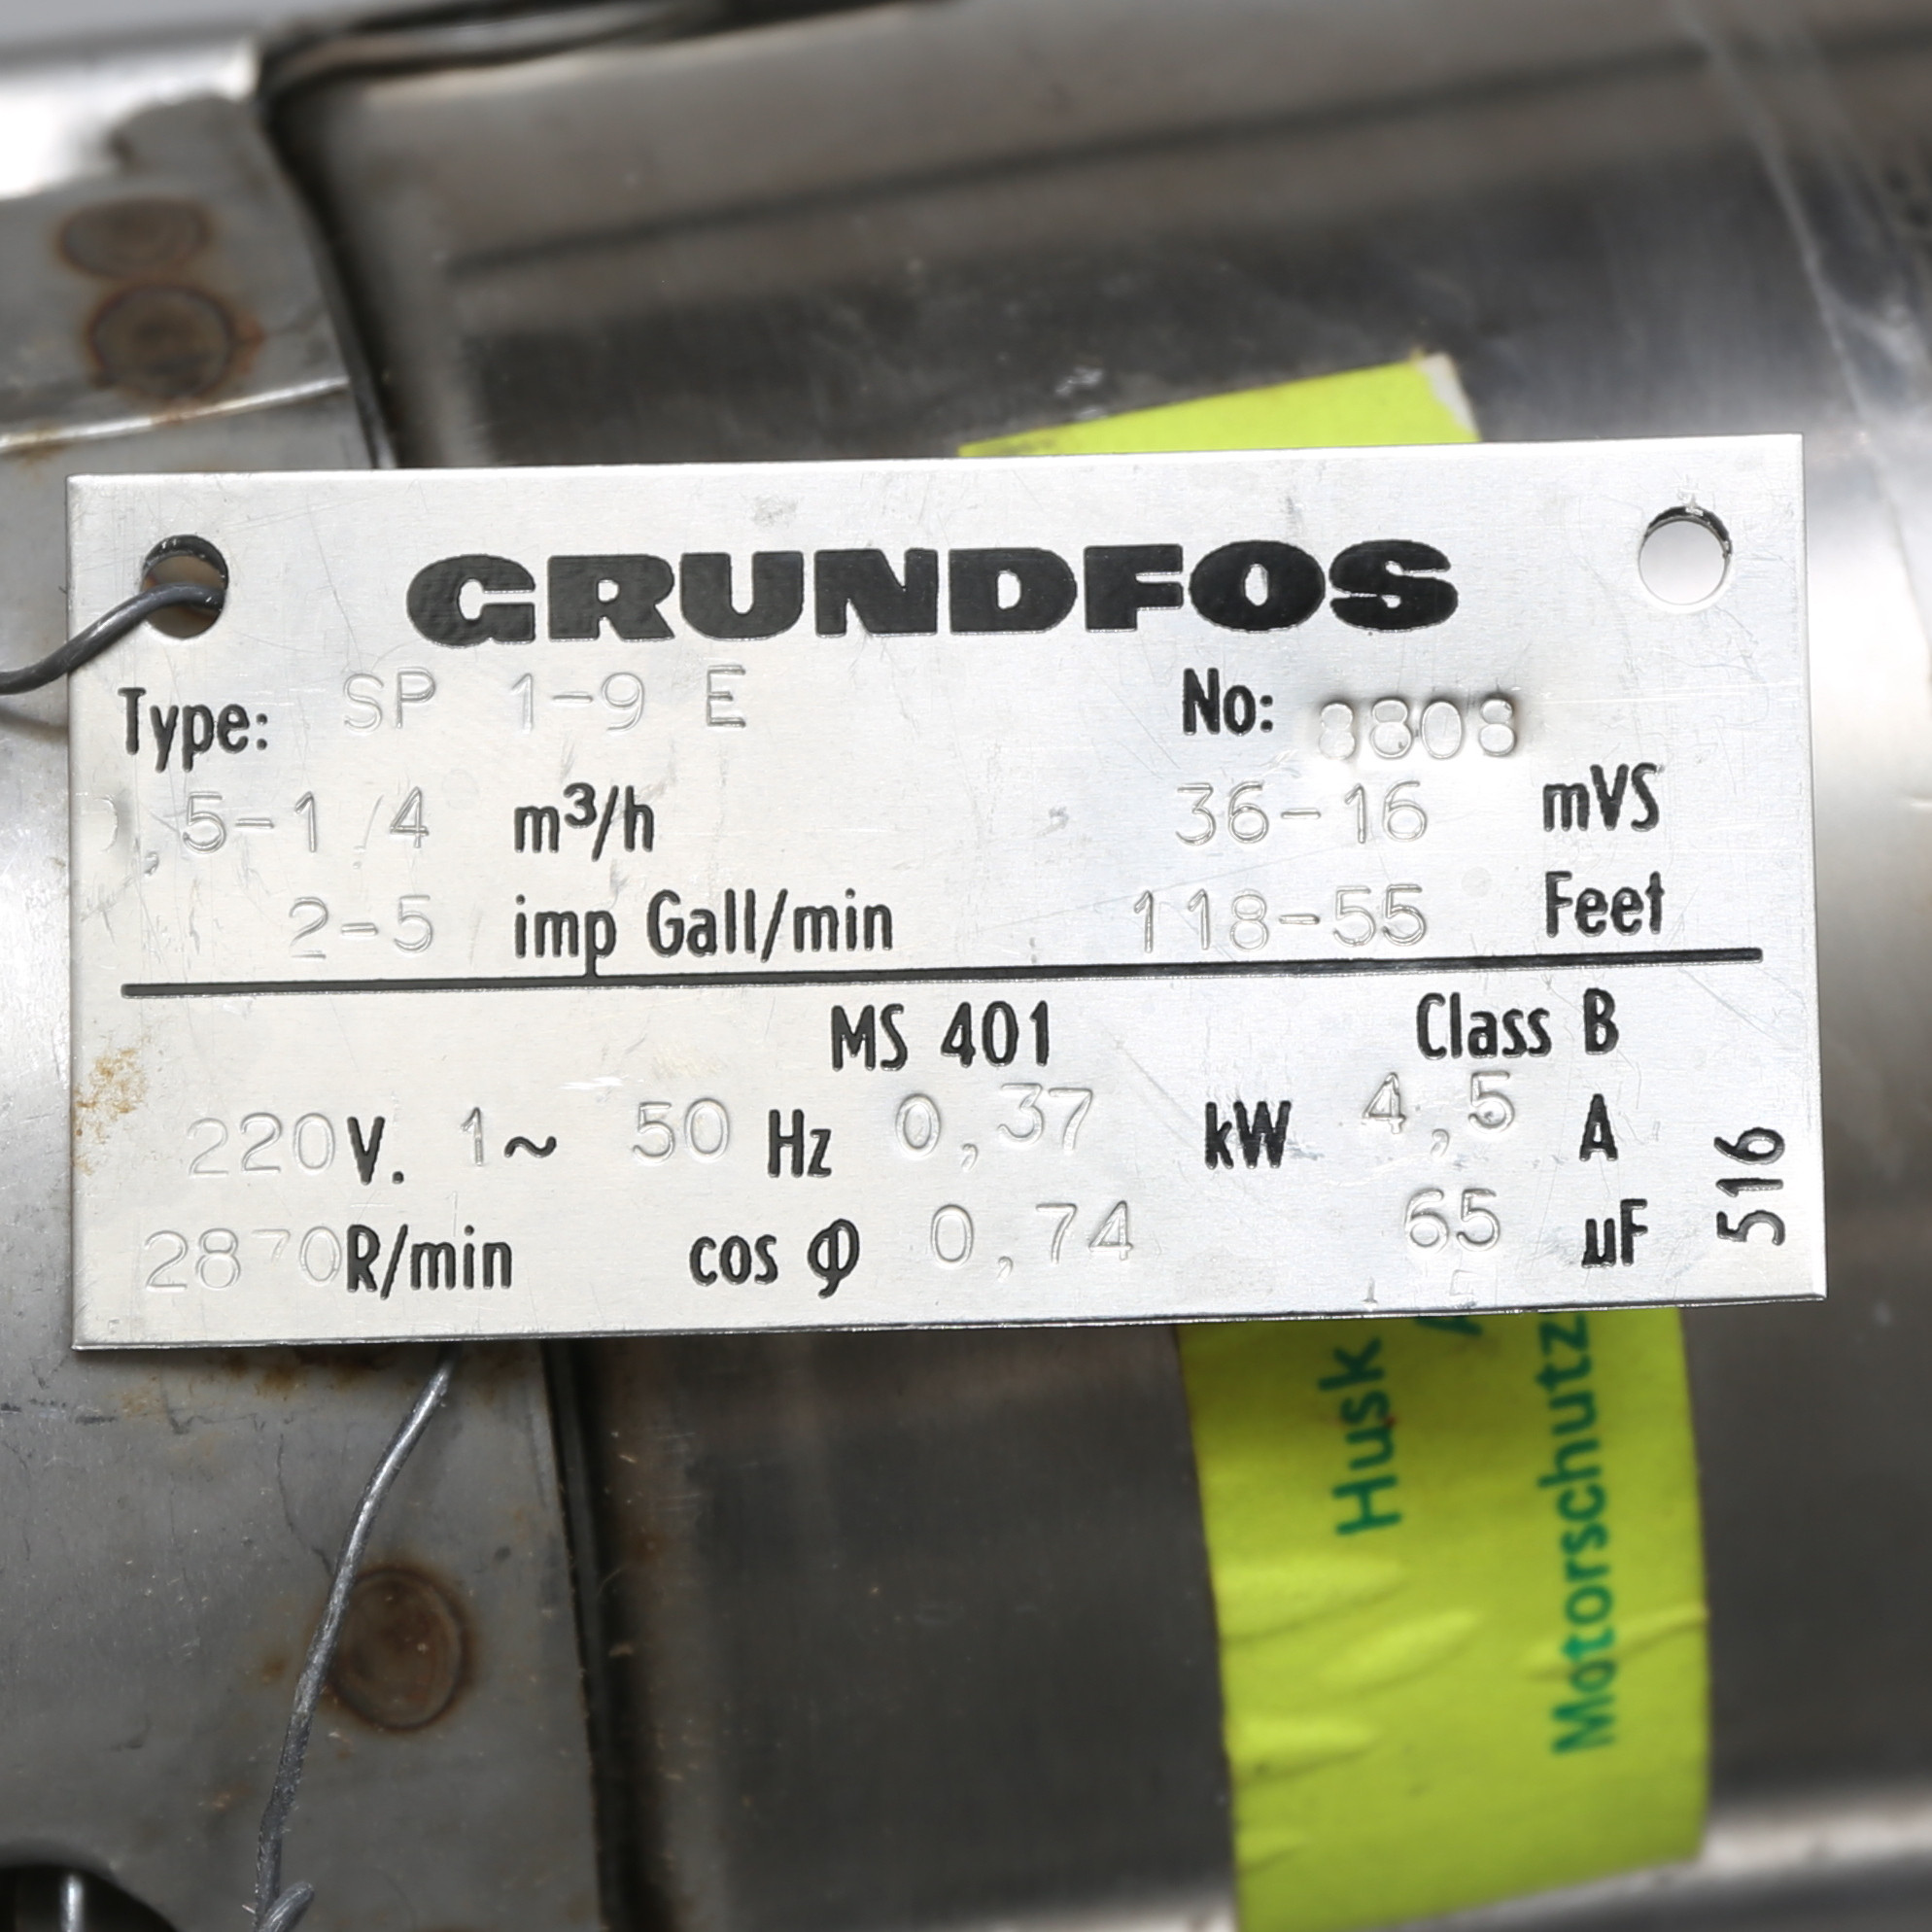 GRUNDFOS
Type: SP 1-9 E No: 8808
,5-1,4 m³/h 36-16 mVS
2-5 imp Gall/min 118-55 Feet
MS 401 Class B
220 V. 1~ 50 Hz 0,37 kW 4,5 A
2870 R/min cos φ 0,74 65 µF
516
Husk
Motorschutz